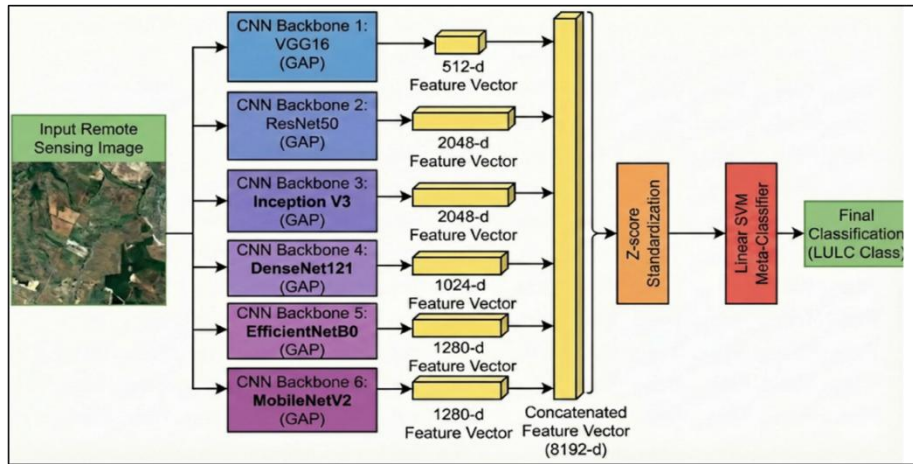 Input Remote
Sensing Image
CNN Backbone 1:
VGG16
(GAP)
CNN Backbone 2:
ResNet50
(GAP)
CNN Backbone 3:
Inception V3
(GAP)
CNN Backbone 4:
DenseNet121
(GAP)
CNN Backbone 5:
EfficientNetB0
(GAP)
CNN Backbone 6:
MobileNetV2
(GAP)
512-d
Feature Vector
2048-d
Feature Vector
2048-d
Feature Vector
1024-d
Feature Vector
1280-d
Feature Vector
1280-d
Feature Vector
Concatenated
Feature Vector
(8192-d)
Z-score
Standardization
Linear SVM
Meta-Classifier
Final
Classification
(LULC Class)